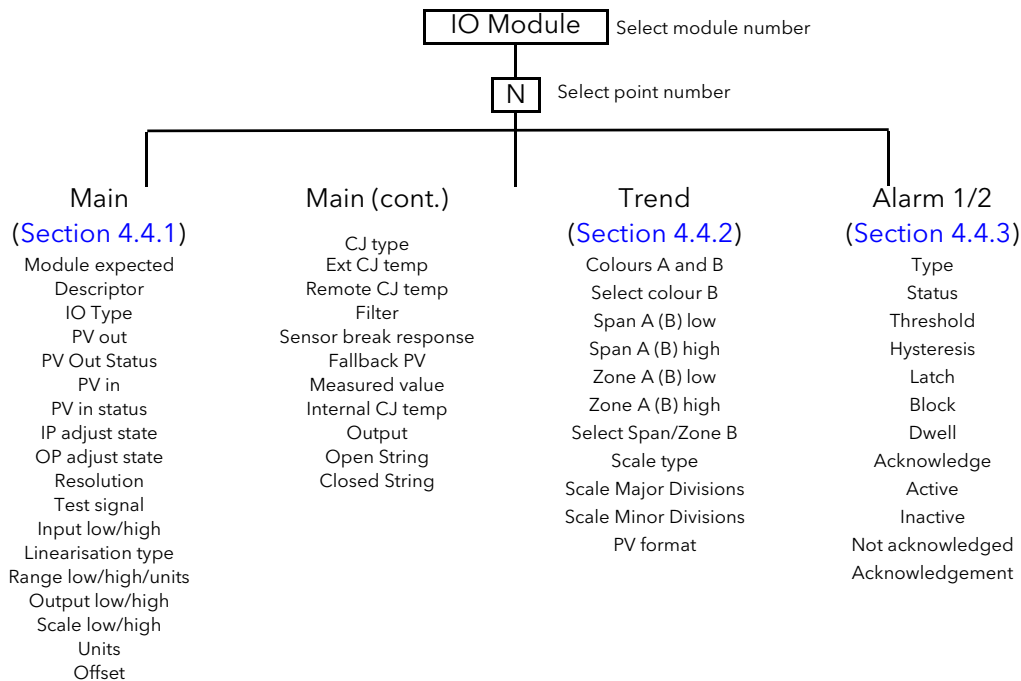 IO Module
Select module number
N
Select point number
Main
(Section 4.4.1)
Module expected
Descriptor
IO Type
PV out
PV Out Status
PV in
PV in status
IP adjust state
OP adjust state
Resolution
Test signal
Input low/high
Linearisation type
Range low/high/units
Output low/high
Scale low/high
Units
Offset
Main (cont.)
CJ type
Ext CJ temp
Remote CJ temp
Filter
Sensor break response
Fallback PV
Measured value
Internal CJ temp
Output
Open String
Closed String
Trend
(Section 4.4.2)
Colours A and B
Select colour B
Span A (B) low
Span A (B) high
Zone A (B) low
Zone A (B) high
Select Span/Zone B
Scale type
Scale Major Divisions
Scale Minor Divisions
PV format
Alarm 1/2
(Section 4.4.3)
Type
Status
Threshold
Hysteresis
Latch
Block
Dwell
Acknowledge
Active
Inactive
Not acknowledged
Acknowledgement